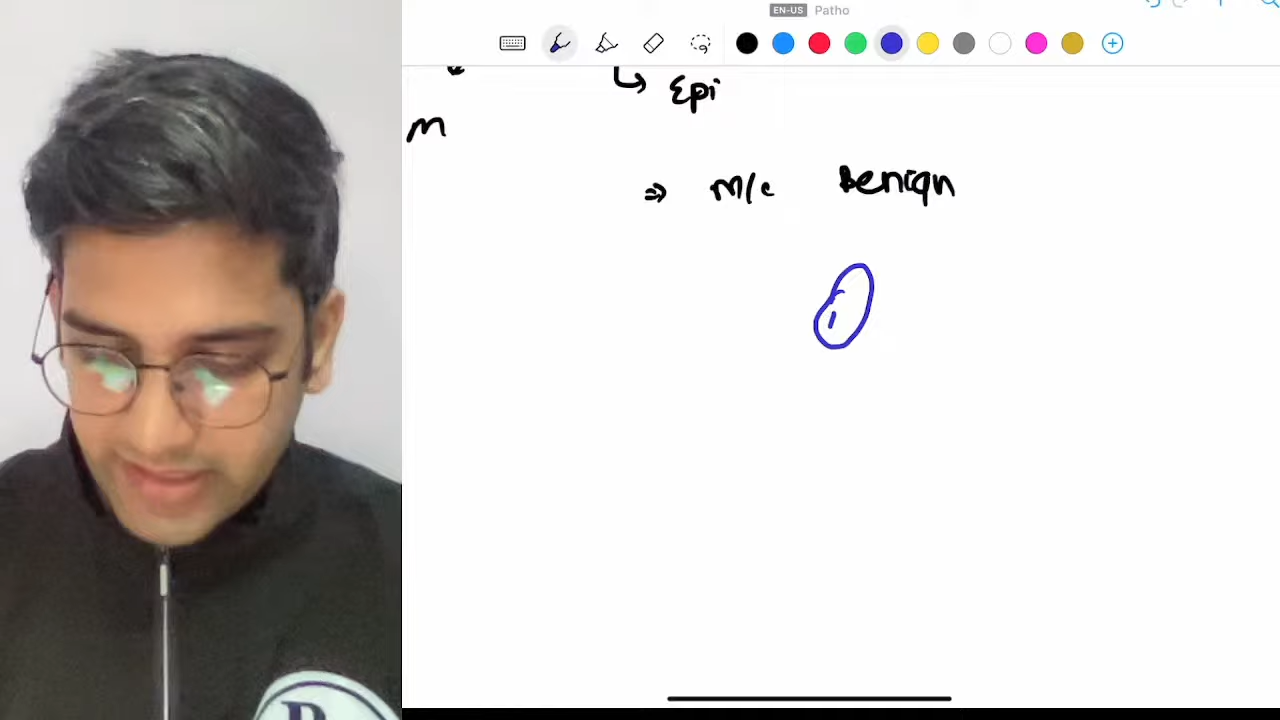 EN-US Patho
↳ Epi
M
⇒ M/c Benign